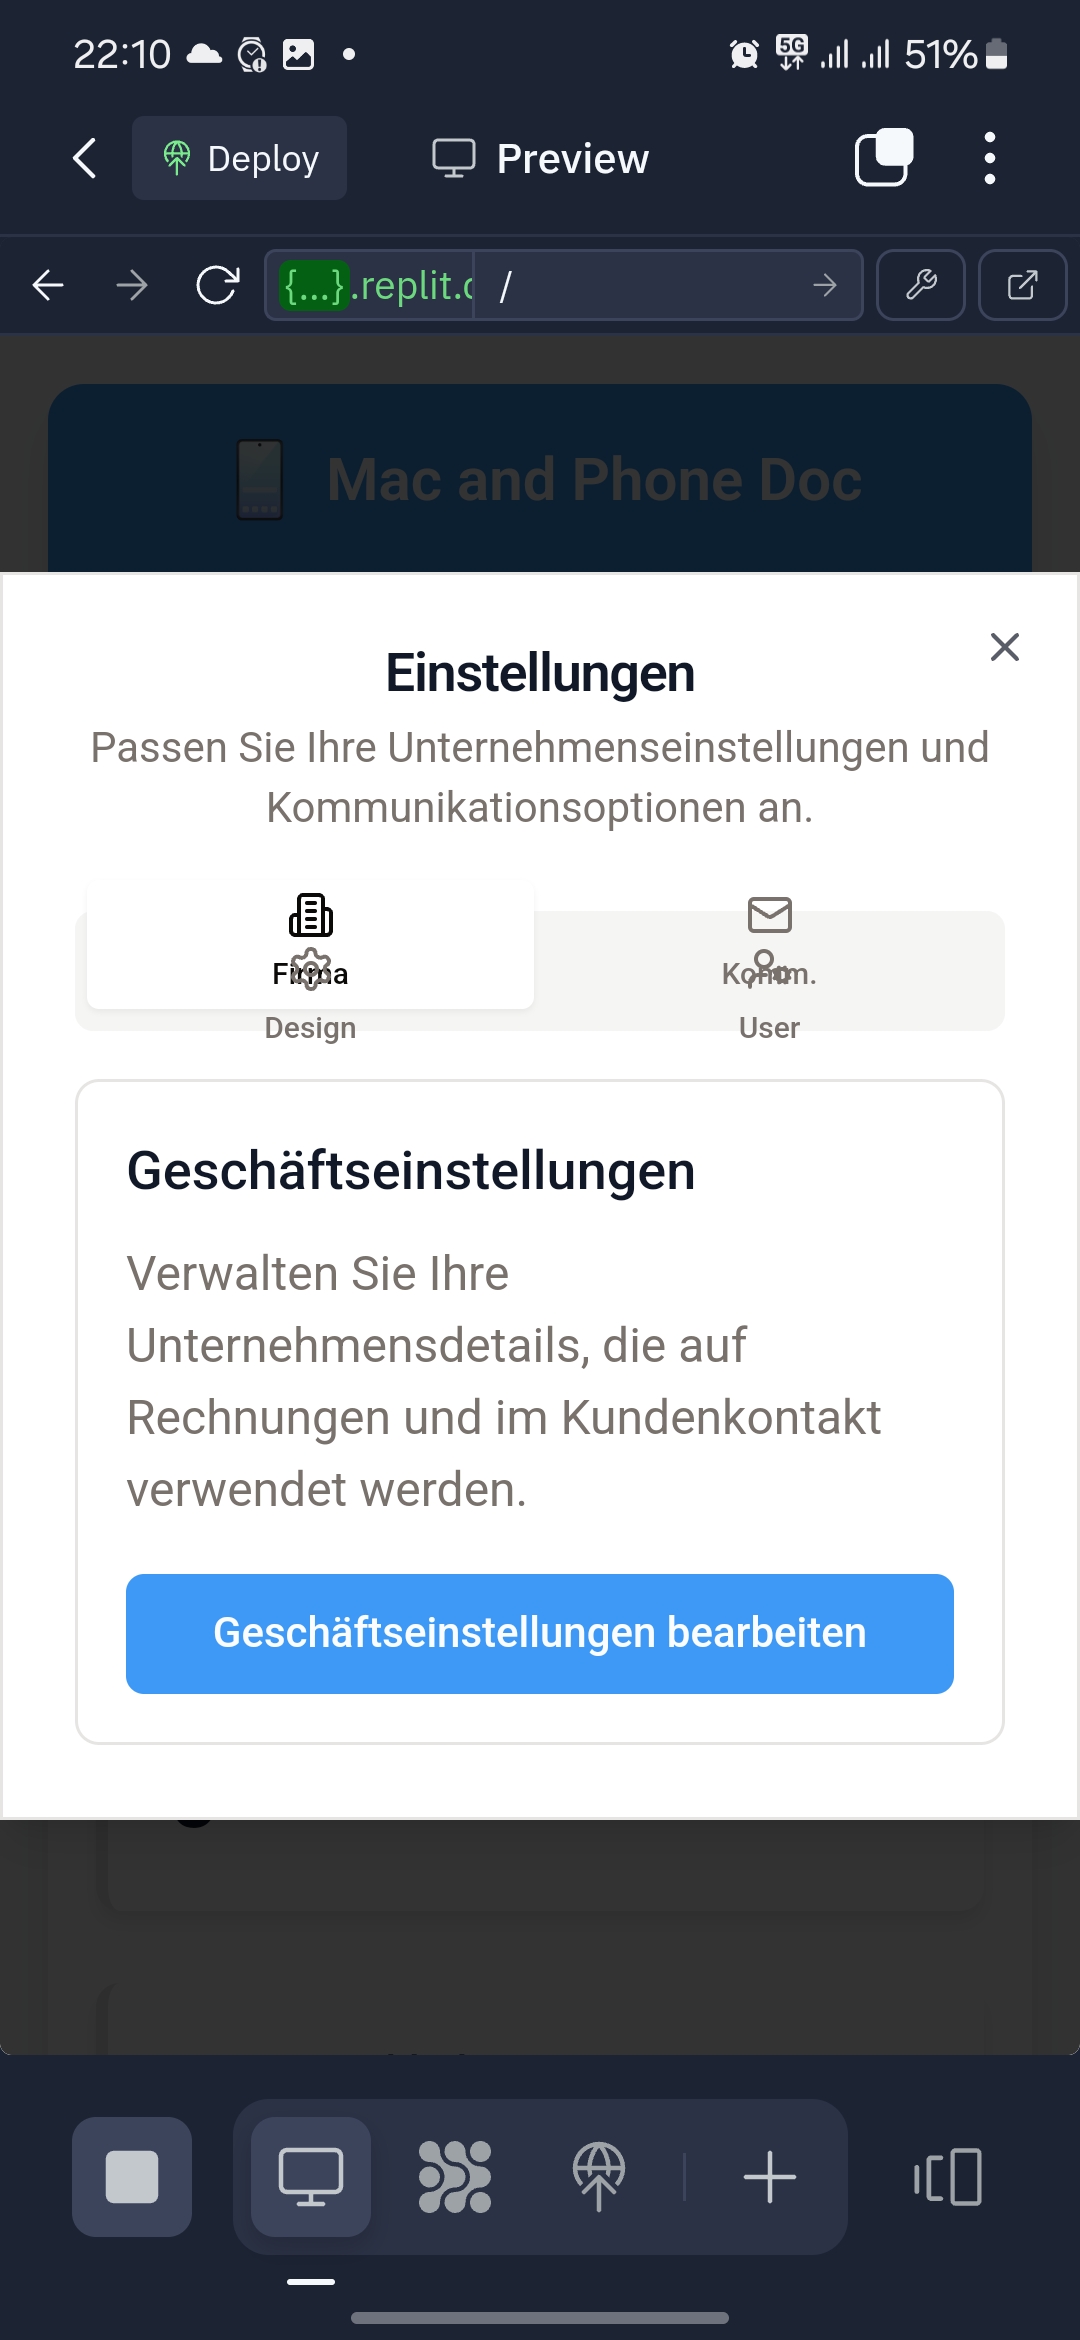 22:10
5G
51%
Deploy
Preview
{...}.replit.c
/
Mac and Phone Doc
Einstellungen
Passen Sie Ihre Unternehmenseinstellungen und
Kommunikationsoptionen an.
Firma
Komm.
Design
User
Geschäftseinstellungen
Verwalten Sie Ihre
Unternehmensdetails, die auf
Rechnungen und im Kundenkontakt
verwendet werden.
Geschäftseinstellungen bearbeiten